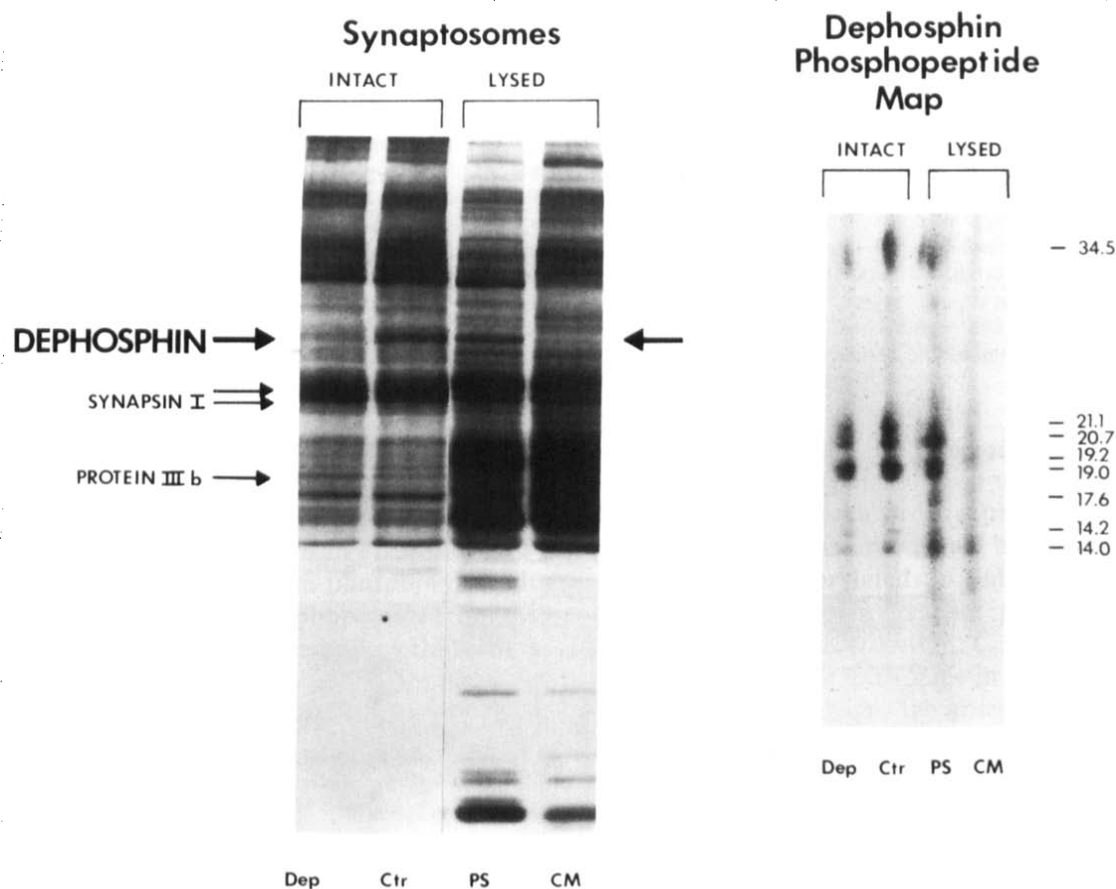 Synaptosomes
INTACT LYSED
DEPHOSPHIN
SYNAPSIN I
PROTEIN III b
Dep Ctr PS CM
Dephosphin
Phosphopeptide
Map
INTACT LYSED
34.5
21.1
20.7
19.2
19.0
17.6
14.2
14.0
Dep Ctr PS CM